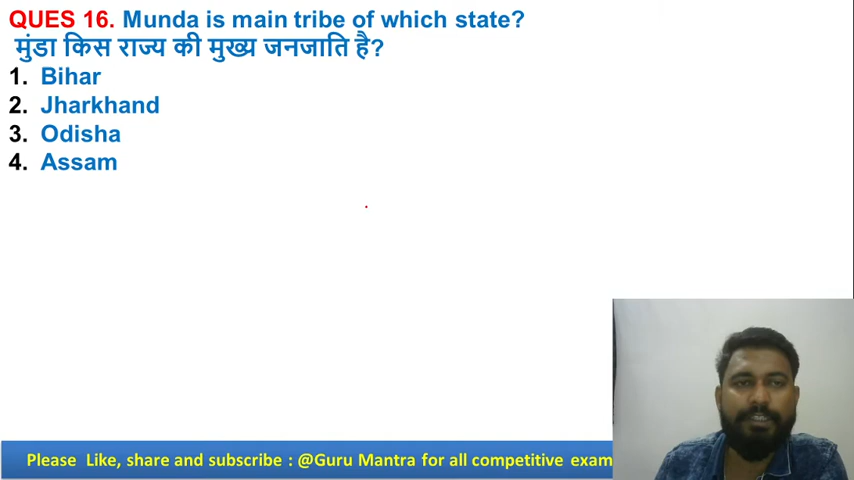 QUES 16. Munda is main tribe of which state?
मुंडा किस राज्य की मुख्य जनजाति है?
1. Bihar
2. Jharkhand
3. Odisha
4. Assam
Please Like, share and subscribe : @Guru Mantra for all competitive exam